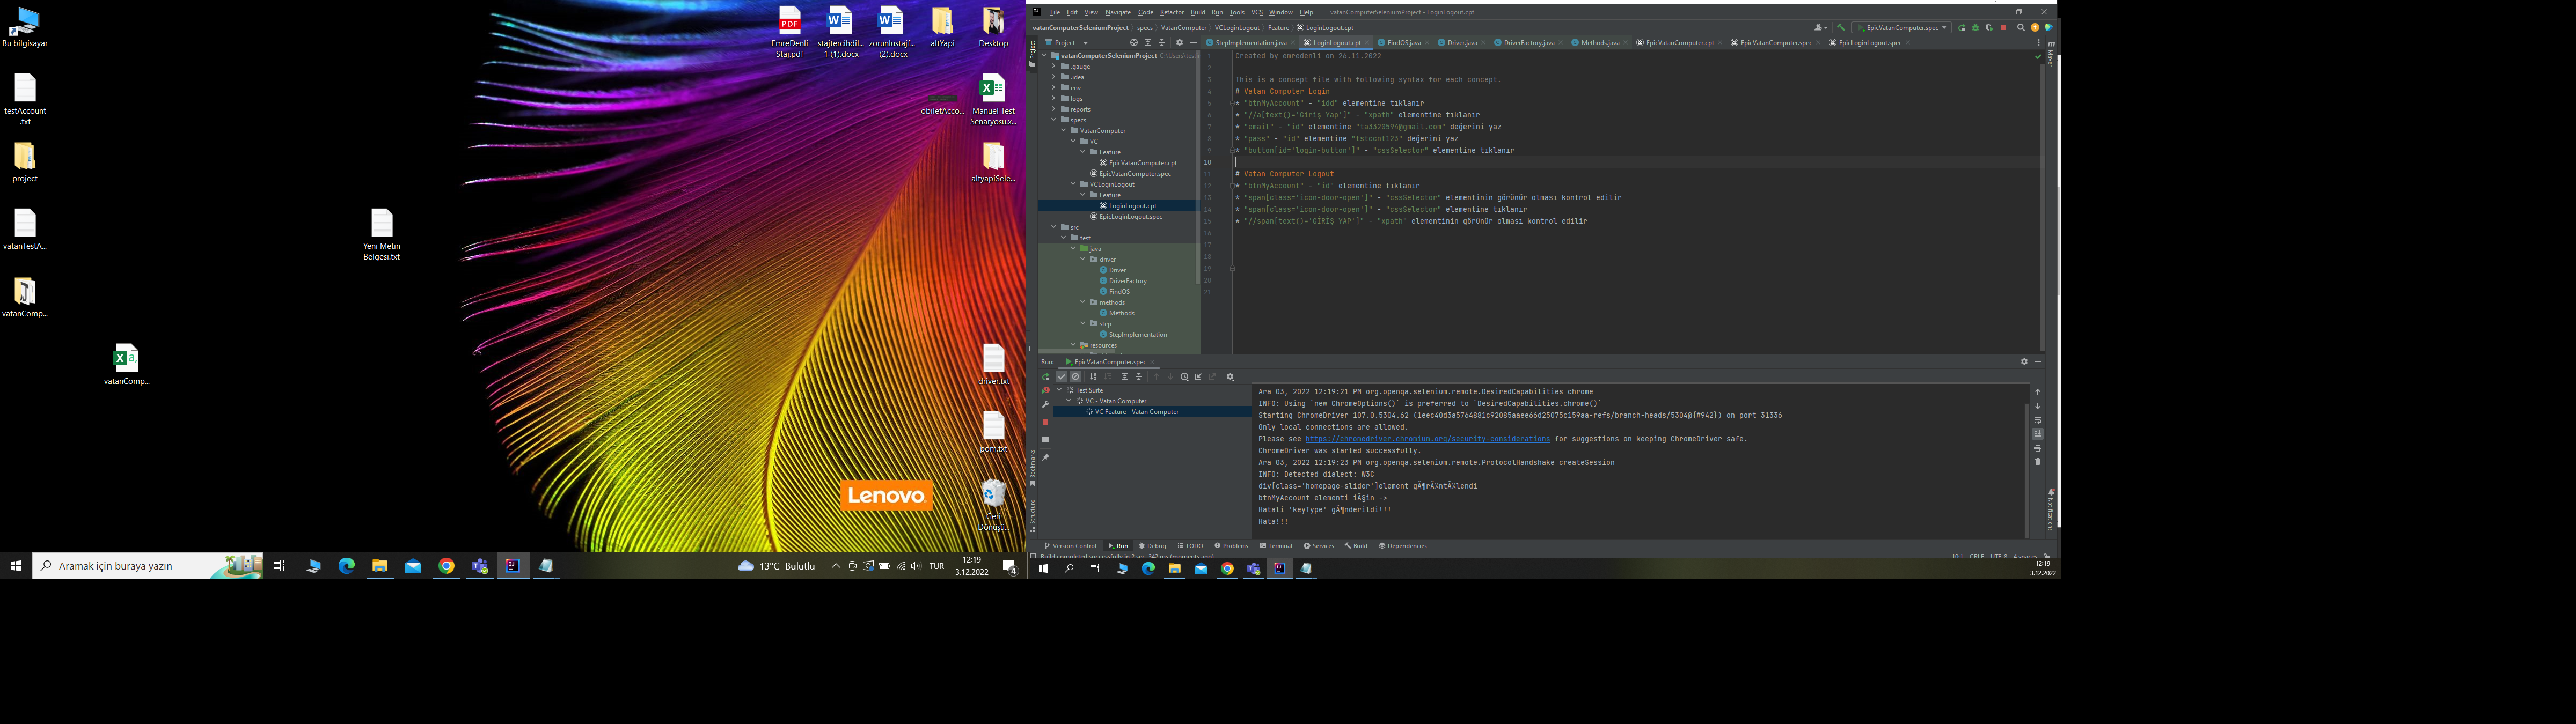 Bu bilgisayar
testAccount
.txt
project
vatanTestA...
vatanComp...
vatanComp...
Yeni Metin
Belgesi.txt
PDF
EmreDenli
Staj.pdf
stajtercihdil...
1 (1).docx
zorunlustajf...
(2).docx
altYapi
Desktop
obiletAcco...
Manuel Test
Senaryosu.x...
altyapiSele...
driver.txt
pom.txt
Geri
Dönüşü...
Lenovo
Aramak için buraya yazın
13°C Bulutlu
TUR
12:19
3.12.2022
4
File Edit View Navigate Code Refactor Build Run Tools VCS Window Help
vatanComputerSeleniumProject - LoginLogout.cpt
vatanComputerSeleniumProject specs VatanComputer VCLoginLogout Feature LoginLogout.cpt
EpicVatanComputer.spec
Project
StepImplementation.java LoginLogout.cpt FindOS.java Driver.java DriverFactory.java Methods.java EpicVatanComputer.cpt EpicVatanComputer.spec EpicLoginLogout.spec
Project
Maven
vatanComputerSeleniumProject
.gauge
.idea
env
logs
reports
specs
VatanComputer
VC
Feature
EpicVatanComputer.cpt
EpicVatanComputer.spec
VCLoginLogout
Feature
LoginLogout.cpt
EpicLoginLogout.spec
src
test
java
driver
Driver
DriverFactory
FindOS
methods
Methods
step
StepImplementation
resources
1 Created by emredenli on 26.11.2022
2
3 This is a concept file with following syntax for each concept.
4 # Vatan Computer Login
5 * "btnMyAccount" - "idd" elementine tıklanır
6 * "//a[text()='Giriş Yap']" - "xpath" elementine tıklanır
7 * "email" - "id" elementine "ta3320594@gmail.com" değerini yaz
8 * "pass" - "id" elementine "tstccnt123" değerini yaz
9 * "button[id='login-button']" - "cssSelector" elementine tıklanır
10
11 # Vatan Computer Logout
12 * "btnMyAccount" - "id" elementine tıklanır
13 * "span[class='icon-door-open']" - "cssSelector" elementinin görünür olması kontrol edilir
14 * "span[class='icon-door-open']" - "cssSelector" elementine tıklanır
15 * "//span[text()='GİRİŞ YAP']" - "xpath" elementinin görünür olması kontrol edilir
16
17
18
19
20
21
Run: EpicVatanComputer.spec
Test Suite
VC - Vatan Computer
VC Feature - Vatan Computer
Ara 03, 2022 12:19:21 PM org.openqa.selenium.remote.DesiredCapabilities chrome
INFO: Using `new ChromeOptions()` is preferred to `DesiredCapabilities.chrome()`
Starting ChromeDriver 107.0.5304.62 (1eec40d3a5764881c92085aaee66d25075c159aa-refs/branch-heads/5304@{#942}) on port 31336
Only local connections are allowed.
Please see https://chromedriver.chromium.org/security-considerations for suggestions on keeping ChromeDriver safe.
ChromeDriver was started successfully.
Ara 03, 2022 12:19:23 PM org.openqa.selenium.remote.ProtocolHandshake createSession
INFO: Detected dialect: W3C
div[class='homepage-slider']element gÃ¶rÃ¼ntÃ¼lendi
btnMyAccount elementi iÃ§in ->
Hatali 'keyType' gÃ¶nderildi!!!
Hata!!!
Bookmarks
Structure
Notifications
Version Control Run Debug TODO Problems Terminal Services Build Dependencies
Build completed successfully in 2 sec, 342 ms (moments ago)
10:1 CRLF UTF-8 4 spaces
12:19
3.12.2022